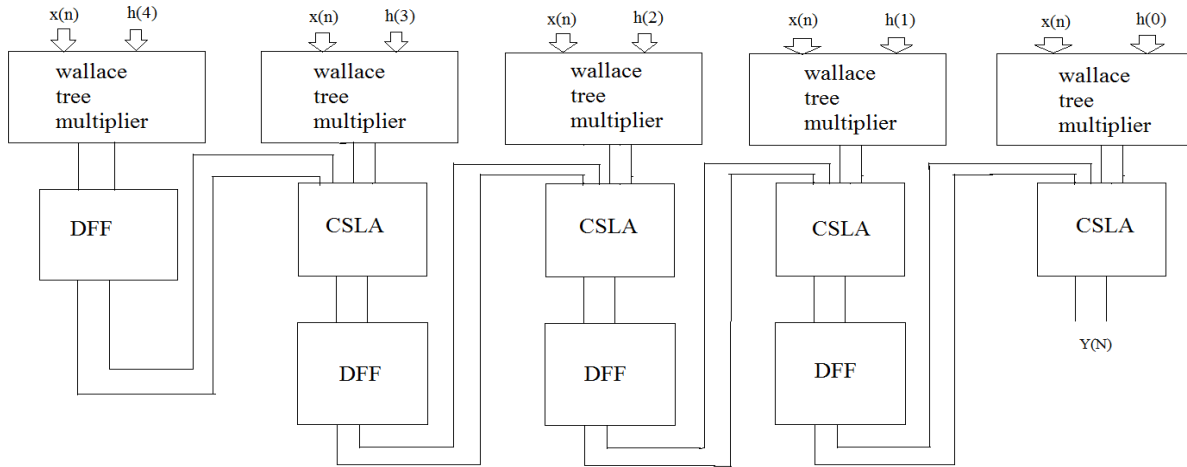 x(n) h(4) x(n) h(3) x(n) h(2) x(n) h(1) x(n) h(0)
wallace
tree
multiplier
wallace
tree
multiplier
wallace
tree
multiplier
wallace
tree
multiplier
wallace
tree
multiplier
DFF
CSLA
CSLA
CSLA
CSLA
DFF
DFF
DFF
Y(N)